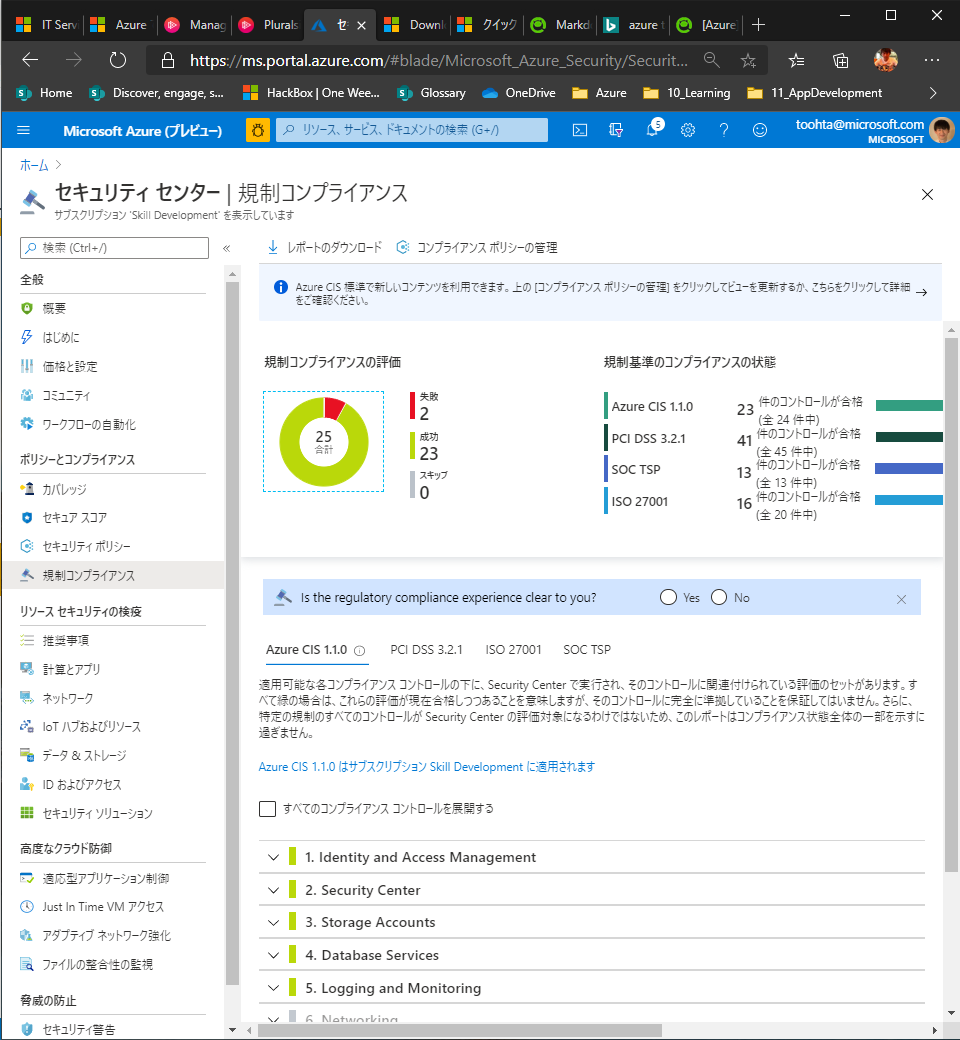 IT Serv
Azure
Manag
Plurals
セ
Downl
クイック
Markd
azure t
[Azure
https://ms.portal.azure.com/#blade/Microsoft_Azure_Security/Securit...
Home
Discover, engage, s...
HackBox | One Wee...
Glossary
OneDrive
Azure
10_Learning
11_AppDevelopment
Microsoft Azure (プレビュー)
リソース、サービス、ドキュメントの検索 (G+/)
5
toohta@microsoft.com
MICROSOFT
ホーム
セキュリティ センター | 規制コンプライアンス
サブスクリプション 'Skill Development' を表示しています
検索 (Ctrl+/)
全般
概要
はじめに
価格と設定
コミュニティ
ワークフローの自動化
ポリシーとコンプライアンス
カバレッジ
セキュア スコア
セキュリティ ポリシー
規制コンプライアンス
リソース セキュリティの検疫
推奨事項
計算とアプリ
ネットワーク
IoT ハブおよびリソース
データ & ストレージ
ID およびアクセス
セキュリティ ソリューション
高度なクラウド防御
適応型アプリケーション制御
Just In Time VM アクセス
アダプティブ ネットワーク強化
ファイルの整合性の監視
脅威の防止
セキュリティ警告
レポートのダウンロード
コンプライアンス ポリシーの管理
Azure CIS 標準で新しいコンテンツを利用できます。上の [コンプライアンス ポリシーの管理] をクリックしてビューを更新するか、こちらをクリックして詳細
をご確認ください。
規制コンプライアンスの評価
25
合計
失敗
2
成功
23
スキップ
0
規制基準のコンプライアンスの状態
Azure CIS 1.1.0
23 件のコントロールが合格
(全 24 件中)
PCI DSS 3.2.1
41 件のコントロールが合格
(全 45 件中)
SOC TSP
13 件のコントロールが合格
(全 13 件中)
ISO 27001
16 件のコントロールが合格
(全 20 件中)
Is the regulatory compliance experience clear to you?
Yes
No
Azure CIS 1.1.0
PCI DSS 3.2.1
ISO 27001
SOC TSP
適用可能な各コンプライアンス コントロールの下に、Security Center で実行され、そのコントロールに関連付けられている評価のセットがあります。す
べて緑の場合は、これらの評価が現在合格しつつあることを意味しますが、そのコントロールに完全に準拠していることを保証してはいません。さらに、
特定の規制のすべてのコントロールが Security Center の評価対象になるわけではないため、このレポートはコンプライアンス状態全体の一部を示すに
過ぎません。
Azure CIS 1.1.0 はサブスクリプション Skill Development に適用されます
すべてのコンプライアンス コントロールを展開する
1. Identity and Access Management
2. Security Center
3. Storage Accounts
4. Database Services
5. Logging and Monitoring
6. Networking